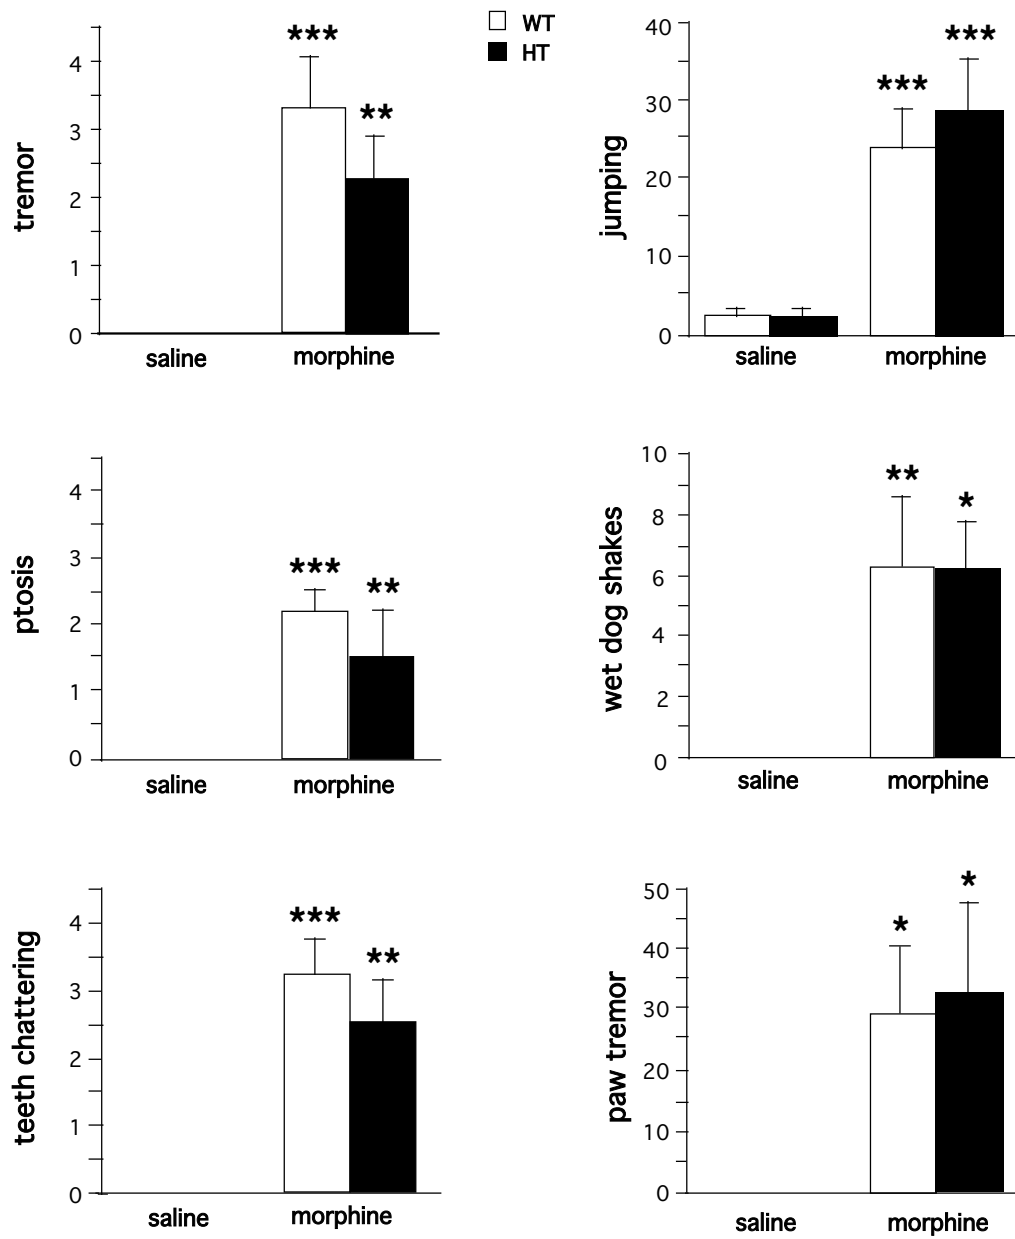 WT
HT
tremor
4
3
2
1
0
***
**
saline
morphine
jumping
40
30
20
10
0
***
***
saline
morphine
ptosis
4
3
2
1
0
***
**
saline
morphine
wet dog shakes
10
8
6
4
2
0
**
*
saline
morphine
teeth chattering
4
3
2
1
0
***
**
saline
morphine
paw tremor
50
40
30
20
10
0
*
*
saline
morphine